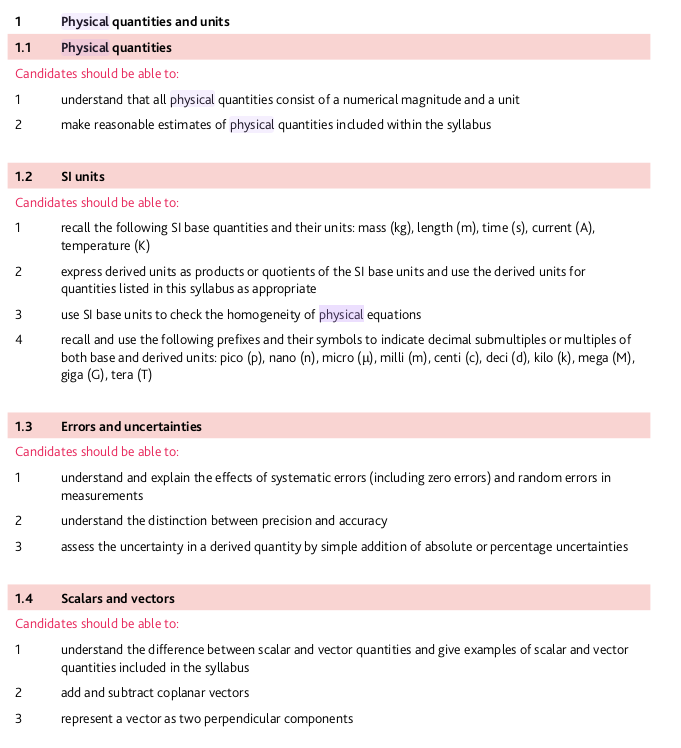 1 Physical quantities and units
1.1 Physical quantities
Candidates should be able to:
1 understand that all physical quantities consist of a numerical magnitude and a unit
2 make reasonable estimates of physical quantities included within the syllabus
1.2 SI units
Candidates should be able to:
1 recall the following SI base quantities and their units: mass (kg), length (m), time (s), current (A),
temperature (K)
2 express derived units as products or quotients of the SI base units and use the derived units for
quantities listed in this syllabus as appropriate
3 use SI base units to check the homogeneity of physical equations
4 recall and use the following prefixes and their symbols to indicate decimal submultiples or multiples of
both base and derived units: pico (p), nano (n), micro (μ), milli (m), centi (c), deci (d), kilo (k), mega (M),
giga (G), tera (T)
1.3 Errors and uncertainties
Candidates should be able to:
1 understand and explain the effects of systematic errors (including zero errors) and random errors in
measurements
2 understand the distinction between precision and accuracy
3 assess the uncertainty in a derived quantity by simple addition of absolute or percentage uncertainties
1.4 Scalars and vectors
Candidates should be able to:
1 understand the difference between scalar and vector quantities and give examples of scalar and vector
quantities included in the syllabus
2 add and subtract coplanar vectors
3 represent a vector as two perpendicular components